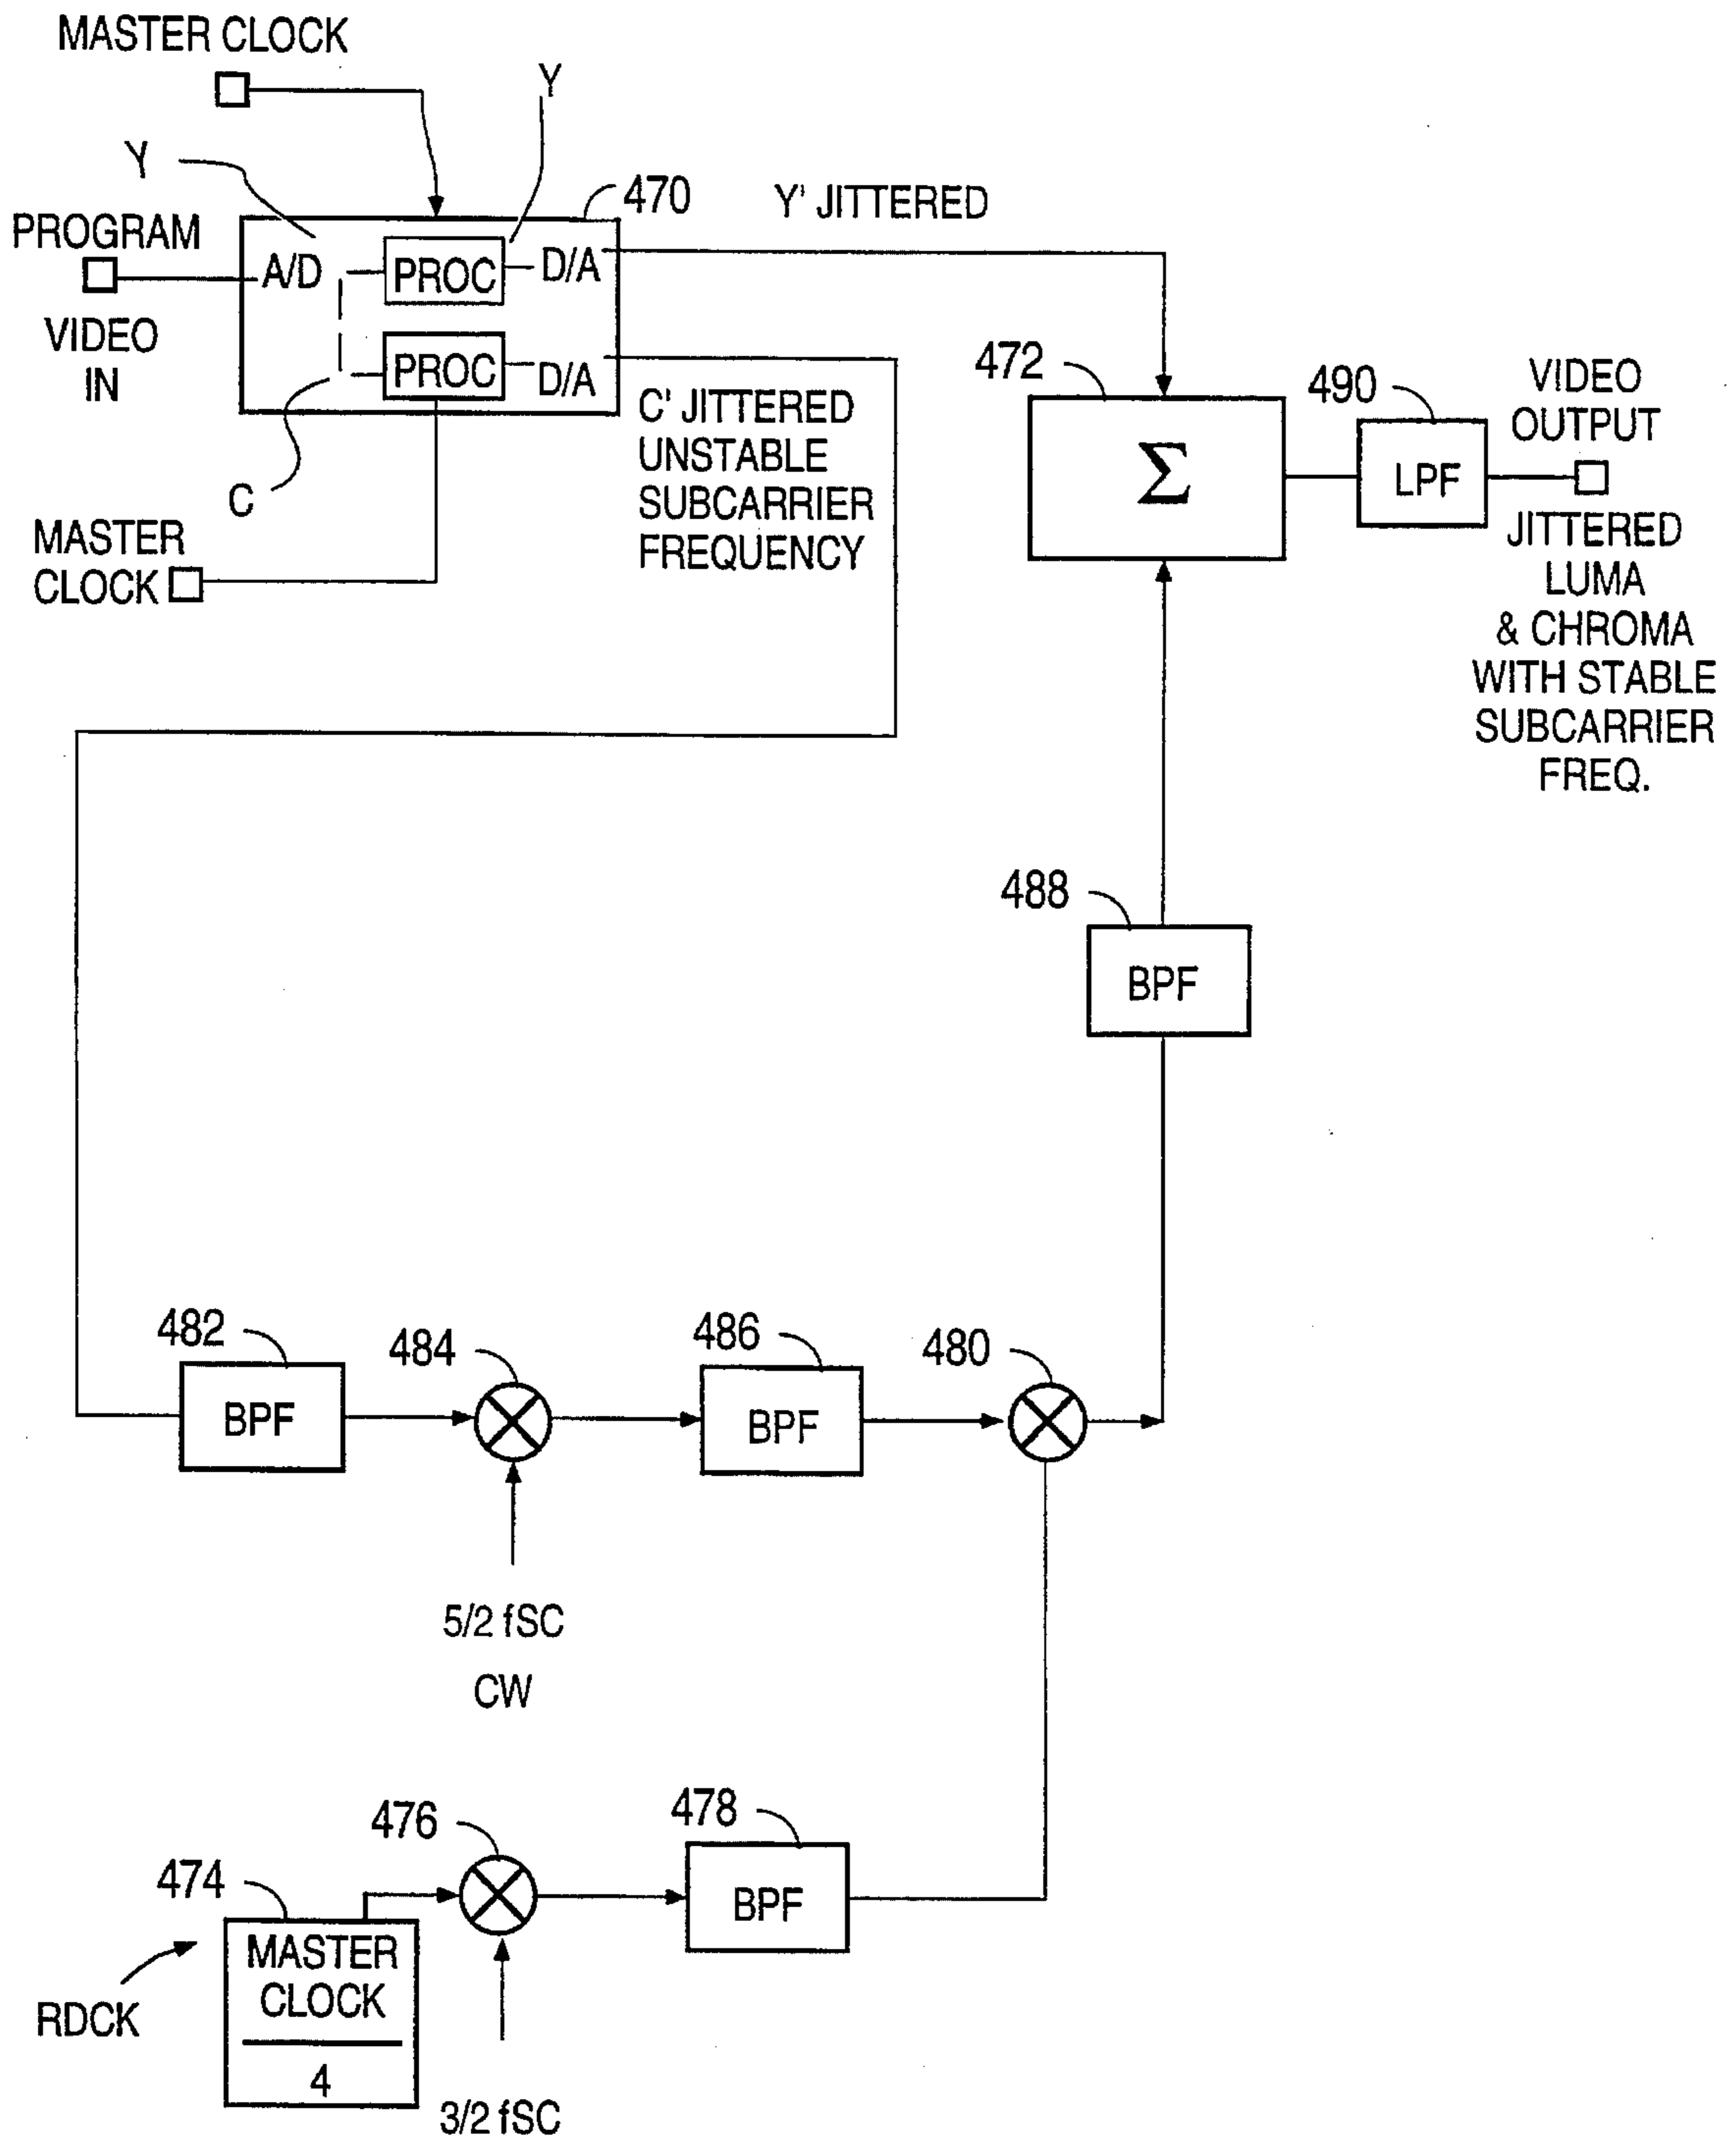 MASTER CLOCK
Y
Y
470
Y' JITTERED
PROGRAM
A/D
PROC
D/A
VIDEO
IN
PROC
D/A
472
490
VIDEO
OUTPUT
C' JITTERED
UNSTABLE
SUBCARRIER
FREQUENCY
Σ
LPF
C
MASTER
CLOCK
JITTERED
LUMA
& CHROMA
WITH STABLE
SUBCARRIER
FREQ.
488
BPF
482
484
486
480
BPF
BPF
5/2 fSC
CW
476
478
474
BPF
MASTER
CLOCK
4
RDCK
3/2 fSC